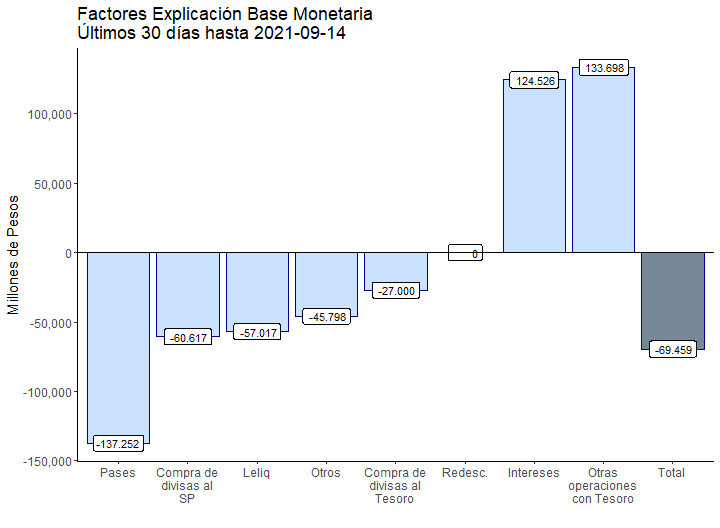 Factores Explicación Base Monetaria
Últimos 30 días hasta 2021-09-14
Millones de Pesos
100,000
50,000
0
-50,000
-100,000
-150,000
-137.252
-60.617
-57.017
-45.798
-27.000
0
124.526
133.698
-69.459
Pases
Compra de
divisas al
SP
Leliq
Otros
Compra de
divisas al
Tesoro
Redesc.
Intereses
Otras
operaciones
con Tesoro
Total